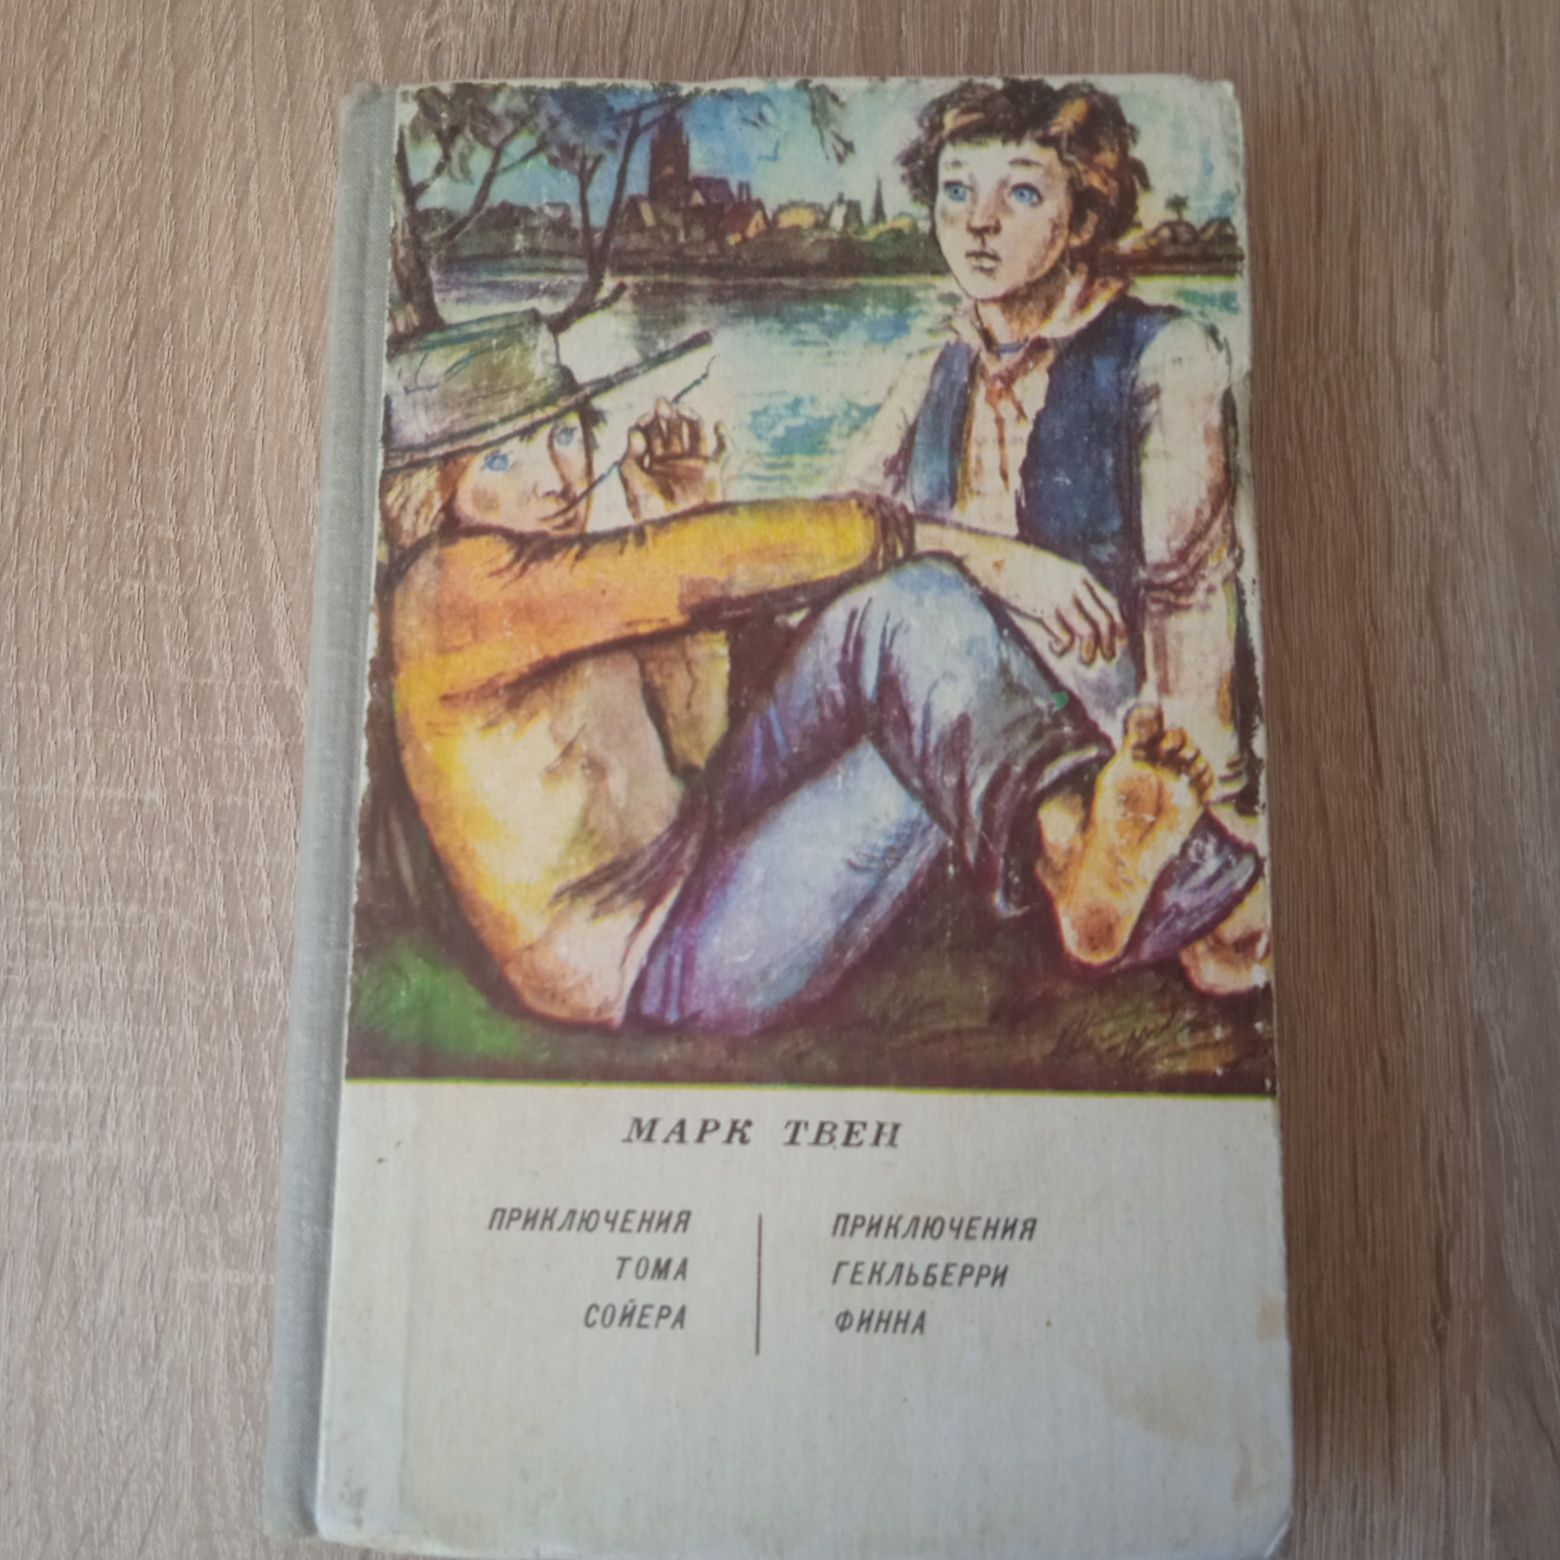 МАРК ТВЕН
ПРИКЛЮЧЕНИЯ
ТОМА
СОЙЕРА
ПРИКЛЮЧЕНИЯ
ГЕКЛЬБЕРРИ
ФИННА